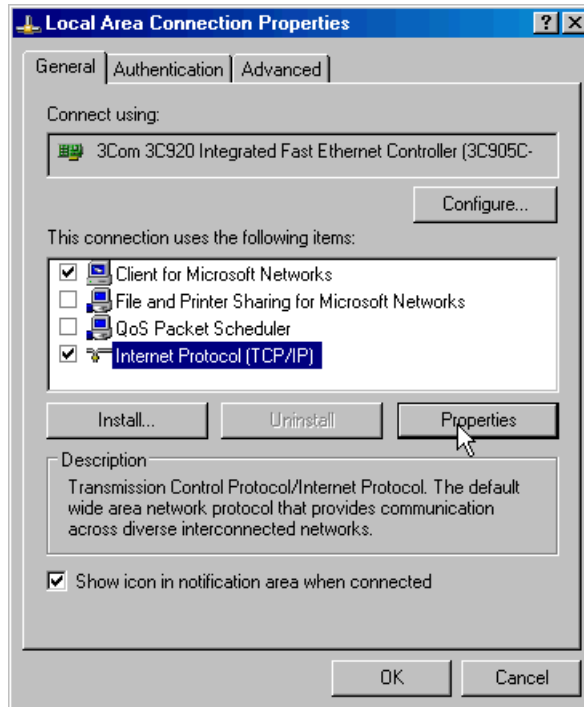 Local Area Connection Properties
General Authentication Advanced
Connect using:
3Com 3C920 Integrated Fast Ethernet Controller (3C905C-
Configure...
This connection uses the following items:
Client for Microsoft Networks
File and Printer Sharing for Microsoft Networks
QoS Packet Scheduler
Internet Protocol (TCP/IP)
Install... Uninstall Properties
Description
Transmission Control Protocol/Internet Protocol. The default
wide area network protocol that provides communication
across diverse interconnected networks.
Show icon in notification area when connected
OK Cancel